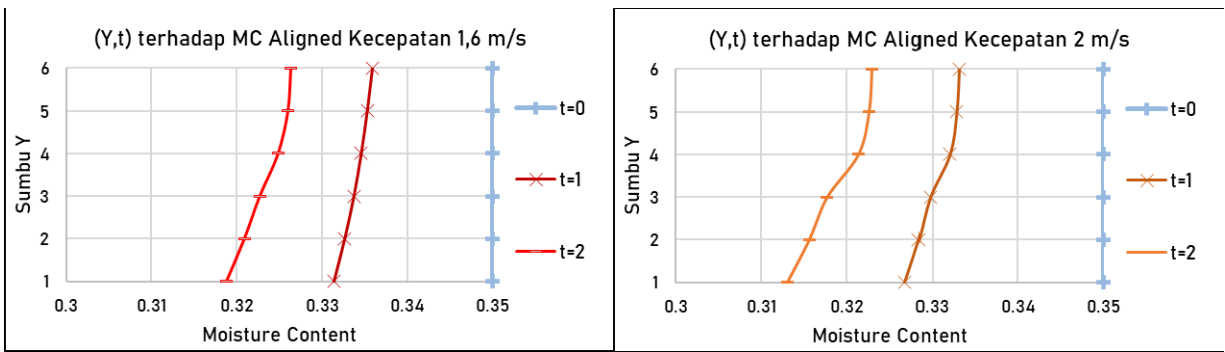 (Y,t) terhadap MC Aligned Kecepatan 1,6 m/s
6
5
4
3
2
1
Sumbu Y
0.3
0.31
0.32
0.33
0.34
0.35
Moisture Content
t=0
t=1
t=2
(Y,t) terhadap MC Aligned Kecepatan 2 m/s
6
5
4
3
2
1
Sumbu Y
0.3
0.31
0.32
0.33
0.34
0.35
Moisture Content
t=0
t=1
t=2